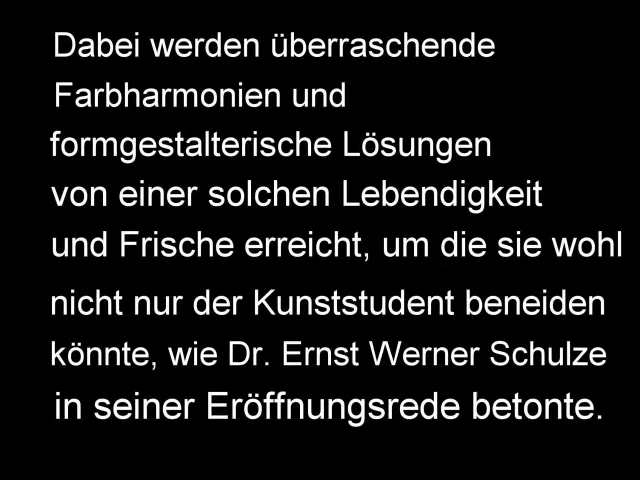 Dabei werden überraschende
Farbharmonien und
formgestalterische Lösungen
von einer solchen Lebendigkeit
und Frische erreicht, um die sie wohl
nicht nur der Kunststudent beneiden
könnte, wie Dr. Ernst Werner Schulze
in seiner Eröffnungsrede betonte.